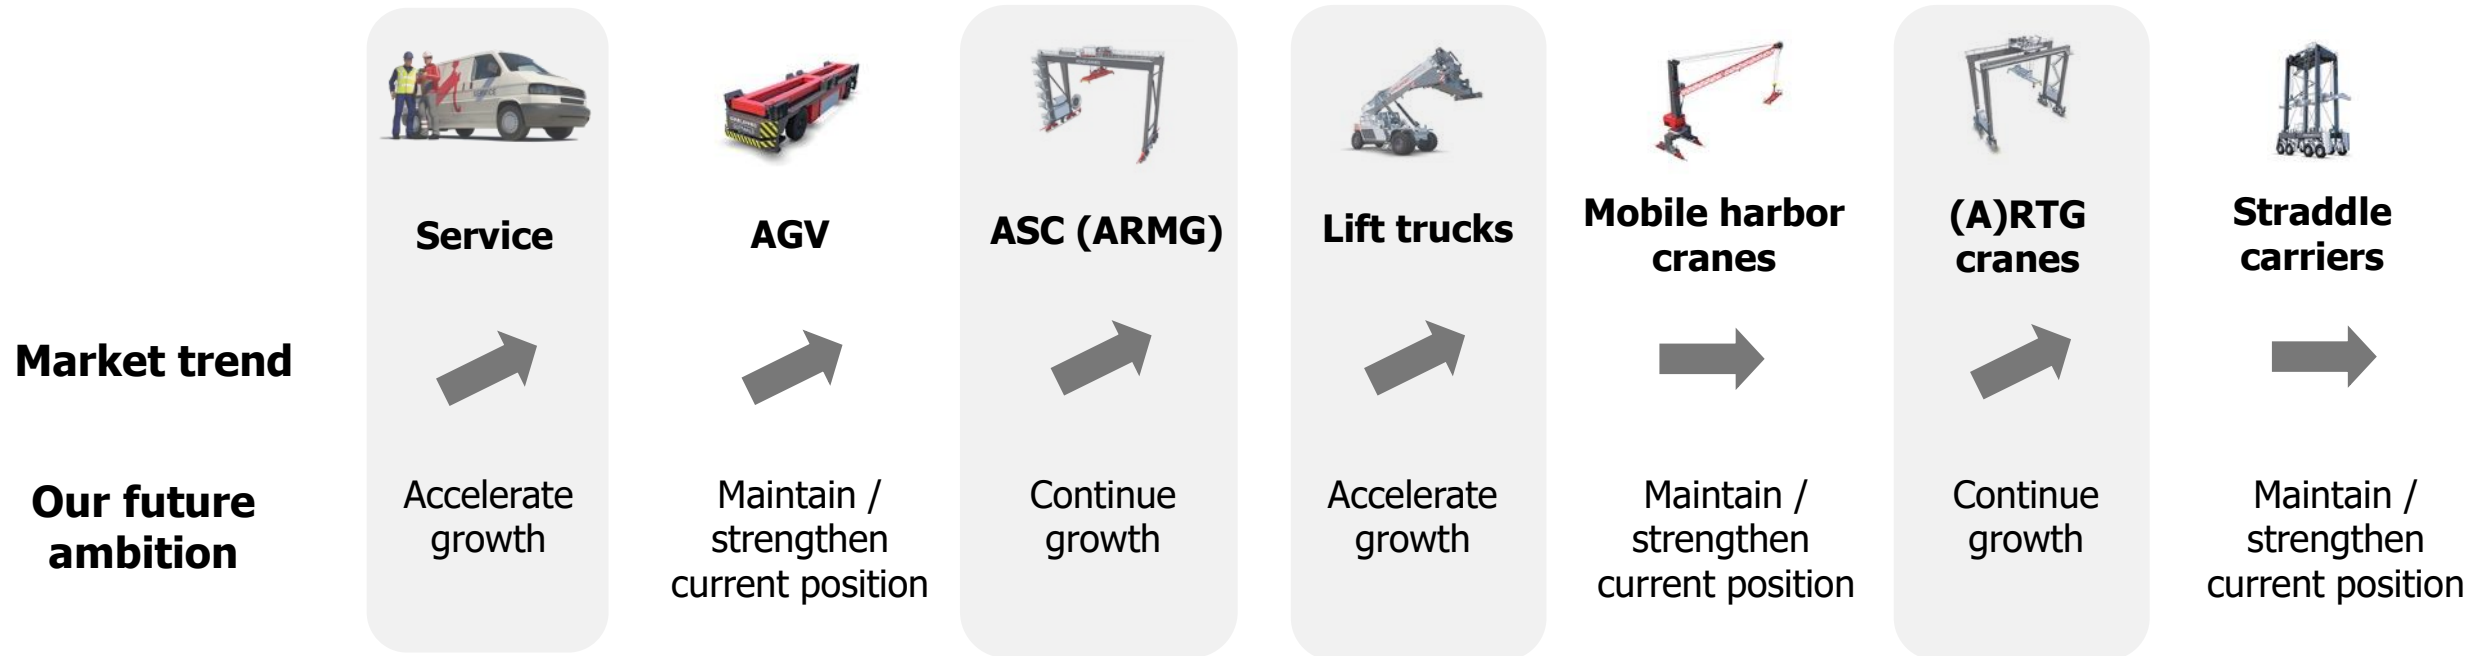 Service
AGV
ASC (ARMG)
Lift trucks
Mobile harbor
cranes
(A)RTG
cranes
Straddle
carriers
Market trend
Our future
ambition
Accelerate
growth
Maintain /
strengthen
current position
Continue
growth
Accelerate
growth
Maintain /
strengthen
current position
Continue
growth
Maintain /
strengthen
current position